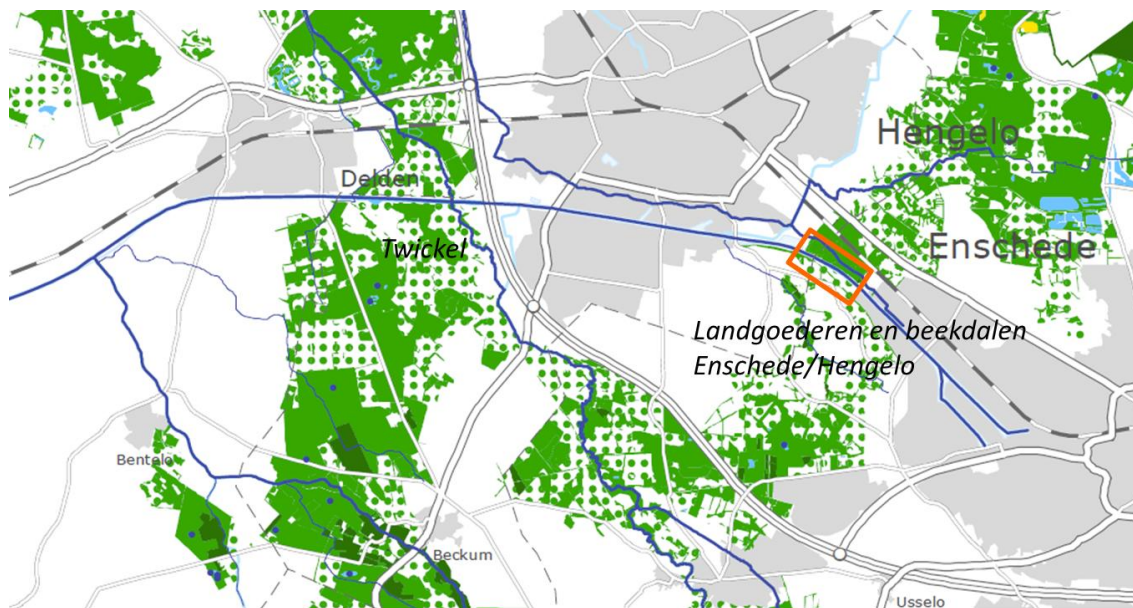 Hengelo
Delden
Twickel
Enschede
Landgoederen en beekdalen
Enschede/Hengelo
Bentelo
Beckum
Usselo